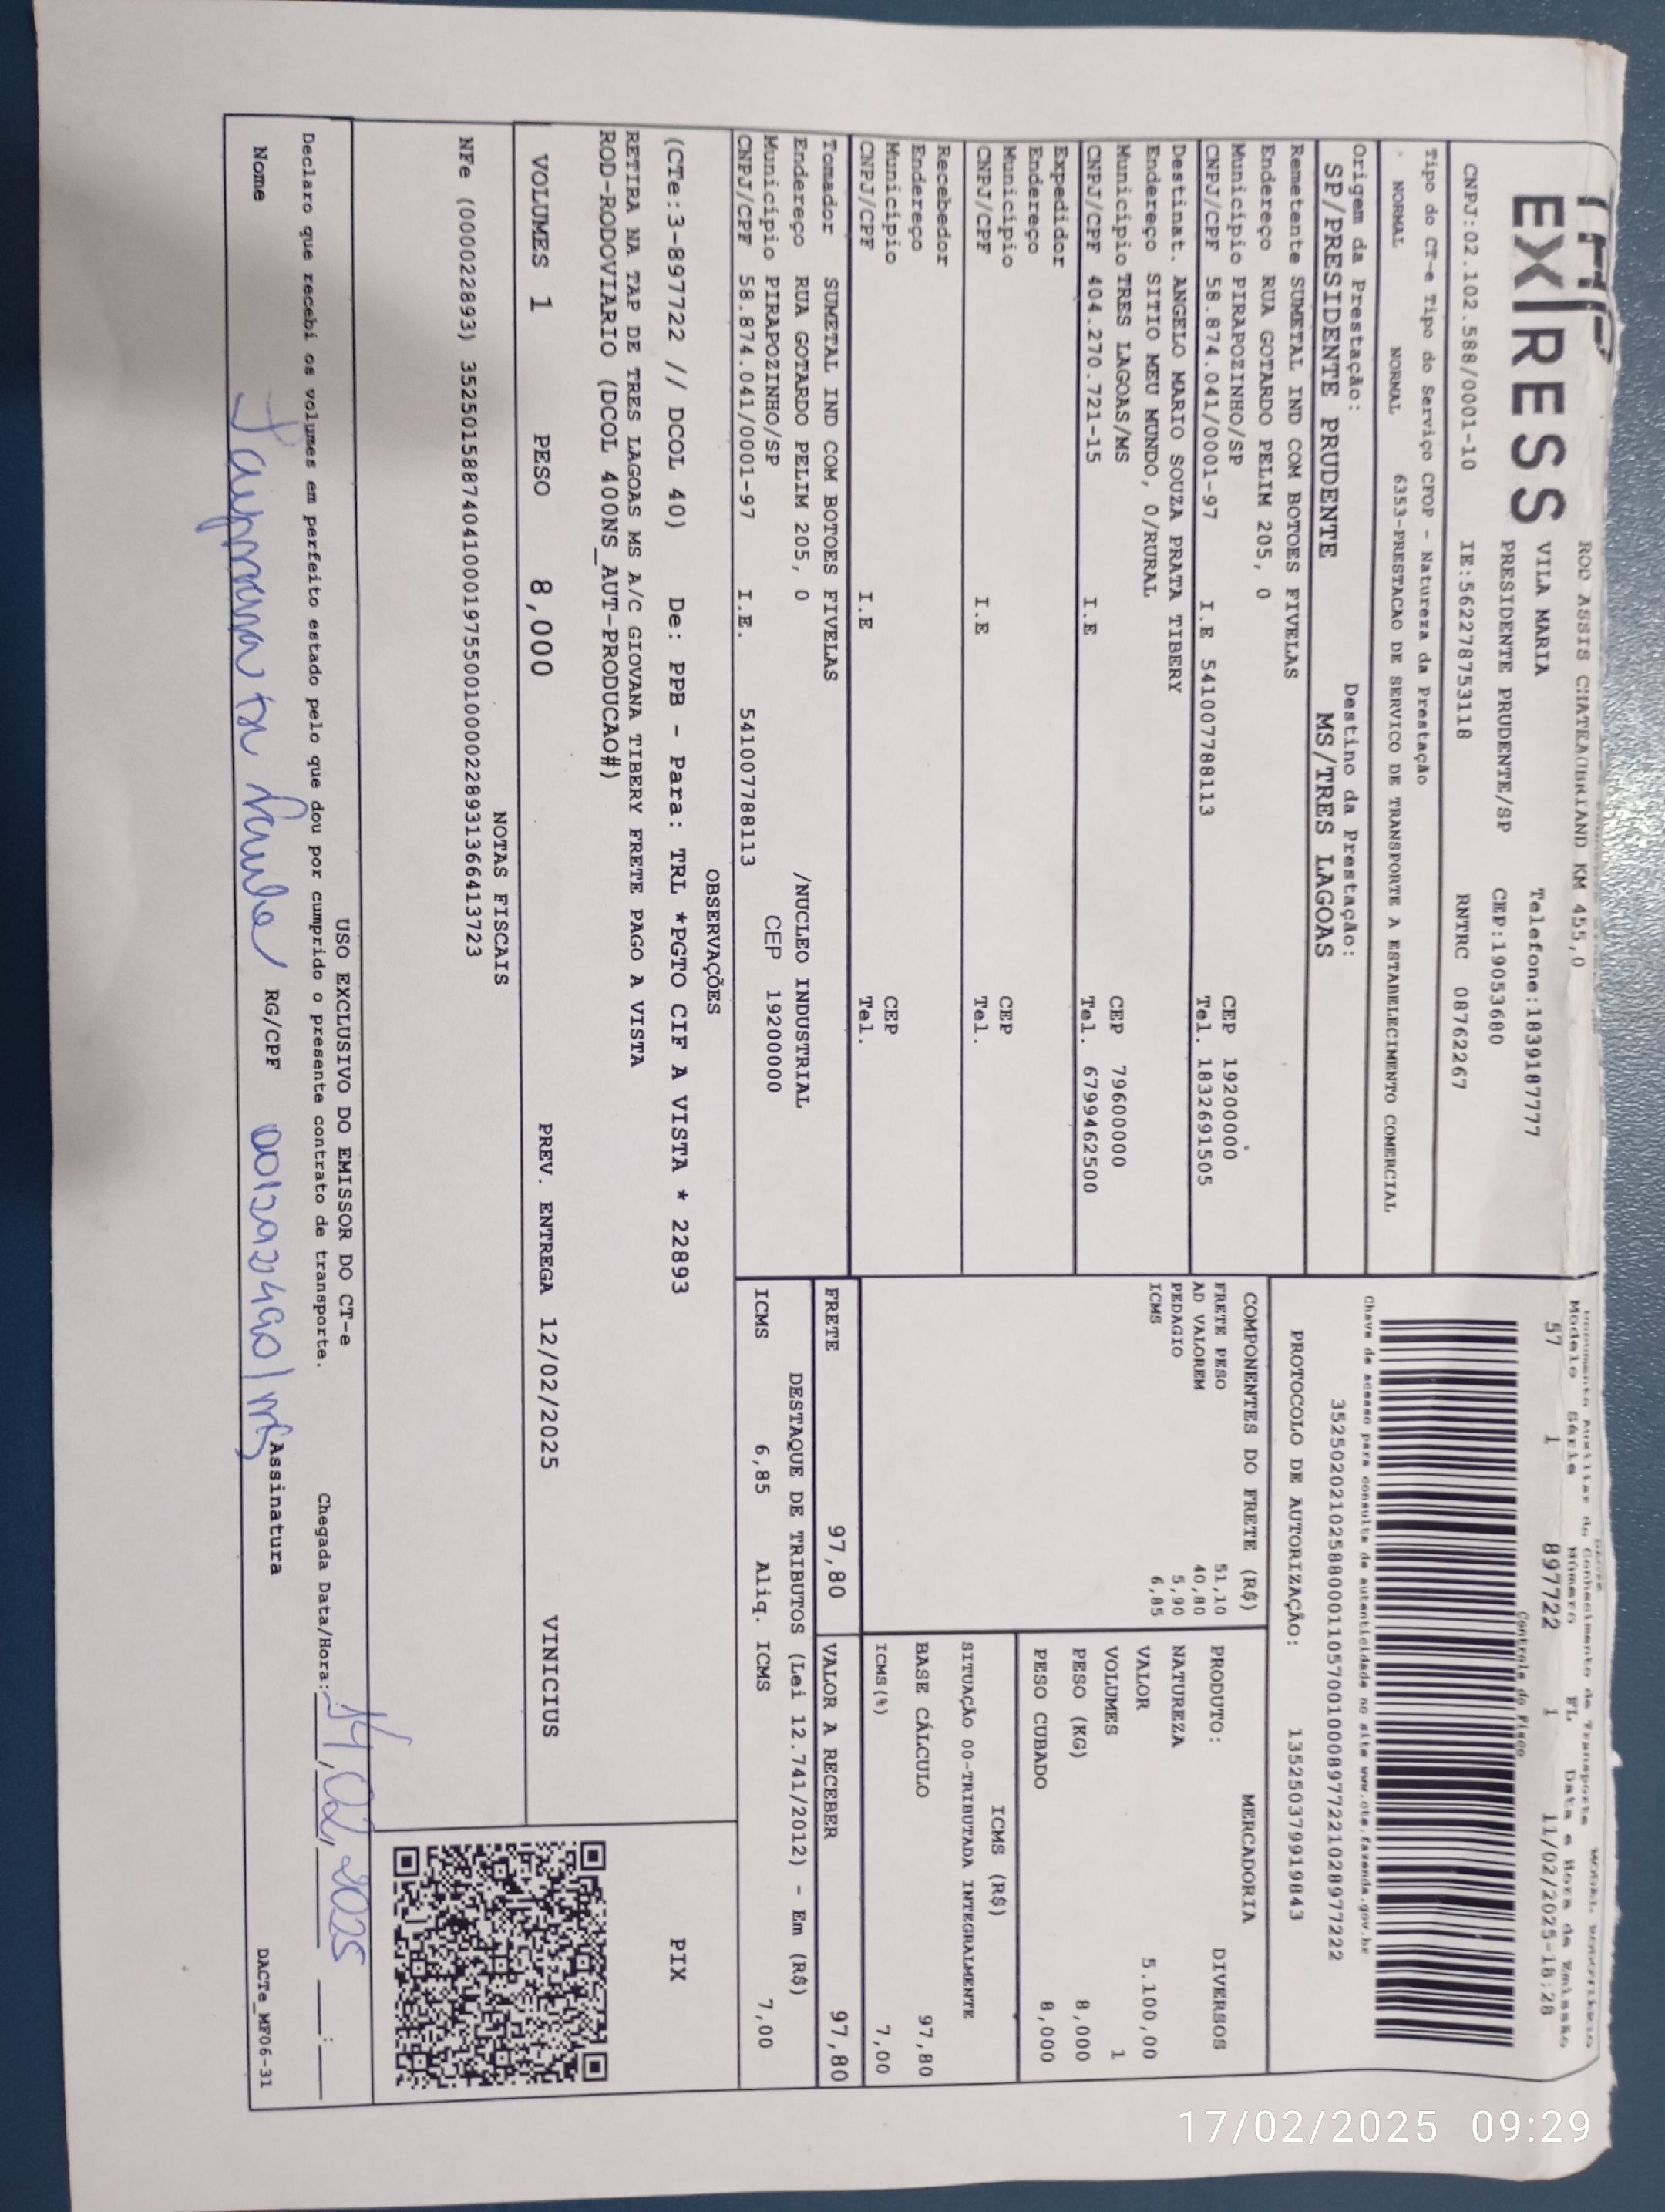 EXPRESS
ROD ASSIS CHATEAUBRIAND KM 455,0
VILA MARIA Telefone:1839187777
PRESIDENTE PRUDENTE/SP CEP:19053680
CNPJ:02.102.588/0001-10 IE:562278753118 RNTRC 08762267
Tipo do CT-e Tipo do Serviço CFOP - Natureza da Prestação
NORMAL NORMAL 6353-PRESTACAO DE SERVICO DE TRANSPORTE A ESTABELECIMENTO COMERCIAL
Origem da Prestação: Destino da Prestação:
SP/PRESIDENTE PRUDENTE MS/TRES LAGOAS
Modelo Série Número FL Data e Hora de Emissão
57 1 897722 1 11/02/2025-18:28
Controle do Fisco
Chave de acesso para consulta de autenticidade no site www.cte.fazenda.gov.br
35250202102588000110570010008977221028977222
PROTOCOLO DE AUTORIZAÇÃO: 135250379919843
Remetente SUMETAL IND COM BOTOES FIVELAS
Endereço RUA GOTARDO PELIM 205, 0
Município PIRAPOZINHO/SP CEP 19200000
CNPJ/CPF 58.874.041/0001-97 I.E 541007788113 Tel. 1832691505
Destinat. ANGELO MARIO SOUZA PRATA TIBERY
Endereço SITIO MEU MUNDO, 0/RURAL
Município TRES LAGOAS/MS CEP 79600000
CNPJ/CPF 404.270.721-15 I.E Tel. 67999462500
Expedidor
Endereço
Município CEP
CNPJ/CPF I.E Tel.
Recebedor
Endereço
Município CEP
CNPJ/CPF I.E Tel.
Tomador SUMETAL IND COM BOTOES FIVELAS
Endereço RUA GOTARDO PELIM 205, 0 /NUCLEO INDUSTRIAL
Município PIRAPOZINHO/SP CEP 19200000
CNPJ/CPF 58.874.041/0001-97 I.E. 541007788113
COMPONENTES DO FRETE (R$)
FRETE PESO 51,10
AD VALOREM 40,80
PEDAGIO 5,90
ICMS 6,85
MERCADORIA
PRODUTO: DIVERSOS
NATUREZA
VALOR 5.100,00
VOLUMES 1
PESO (KG) 8,000
PESO CUBADO 8,000
ICMS (R$)
SITUAÇÃO 00-TRIBUTADA INTEGRALMENTE
BASE CÁLCULO 97,80
ICMS(%) 7,00
FRETE 97,80 VALOR A RECEBER 97,80
DESTAQUE DE TRIBUTOS (Lei 12.741/2012) - Em (R$)
ICMS 6,85 Aliq. ICMS 7,00
OBSERVAÇÕES
(CTe:3-897722 // DCOL 40) De: PPB - Para: TRL *PGTO CIF A VISTA * 22893
RETIRA NA TAP DE TRES LAGOAS MS A/C GIOVANA TIBERY FRETE PAGO A VISTA
ROD-RODOVIARIO (DCOL 400NS_AUT-PRODUCAO#)
PIX
VOLUMES 1 PESO 8,000 PREV. ENTREGA 12/02/2025 VINICIUS
NOTAS FISCAIS
NFe (000022893) 35250158874041000197550010000228931366413723
USO EXCLUSIVO DO EMISSOR DO CT-e
Declaro que recebi os volumes em perfeito estado pelo que dou por cumprido o presente contrato de transporte. Chegada Data/Hora: 14/02/2025 :
Nome RG/CPF Assinatura DACTe_MF06-31
17/02/2025 09:29